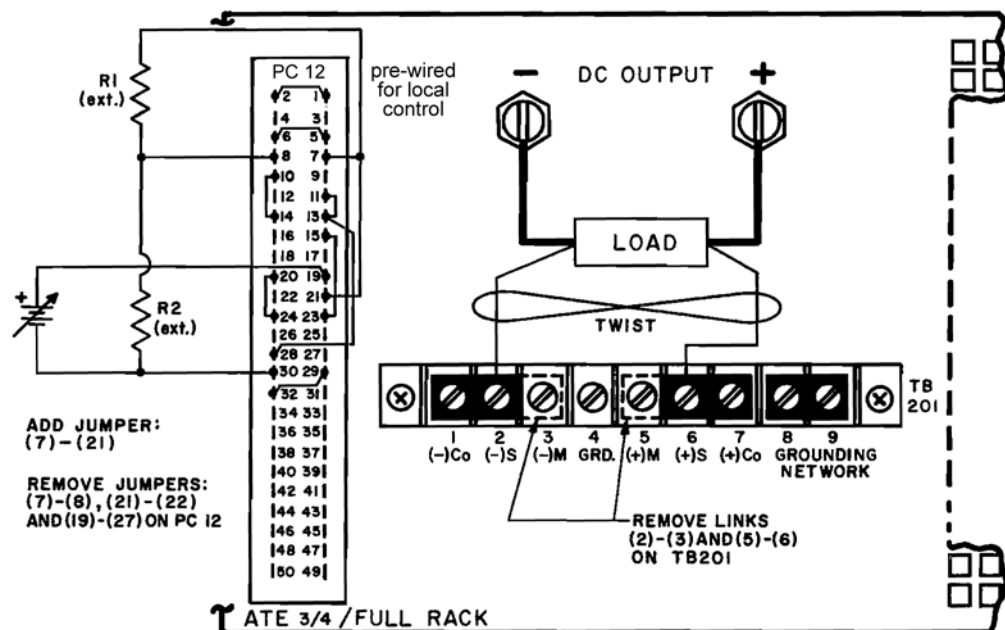 R1
(ext.)
PC 12
2 1
4 3
6 5
8 7
10 9
12 11
14 13
16 15
18 17
20 19
22 21
24 23
26 25
28 27
30 29
32 31
34 33
36 35
38 37
40 39
42 41
44 43
46 45
48 47
50 49
pre-wired
for local
control
- DC OUTPUT +
LOAD
TWIST
+
R2
(ext.)
TB
201
1 2 3 4 5 6 7 8 9
(-)Co (-)S (-)M GRD. (+)M (+)S (+)Co GROUNDING
NETWORK
ADD JUMPER:
(7)-(21)
REMOVE JUMPERS:
(7)-(8), (21)-(22)
AND (19)-(27) ON PC 12
REMOVE LINKS
(2)-(3) AND (5)-(6)
ON TB201
ATE 3/4 / FULL RACK